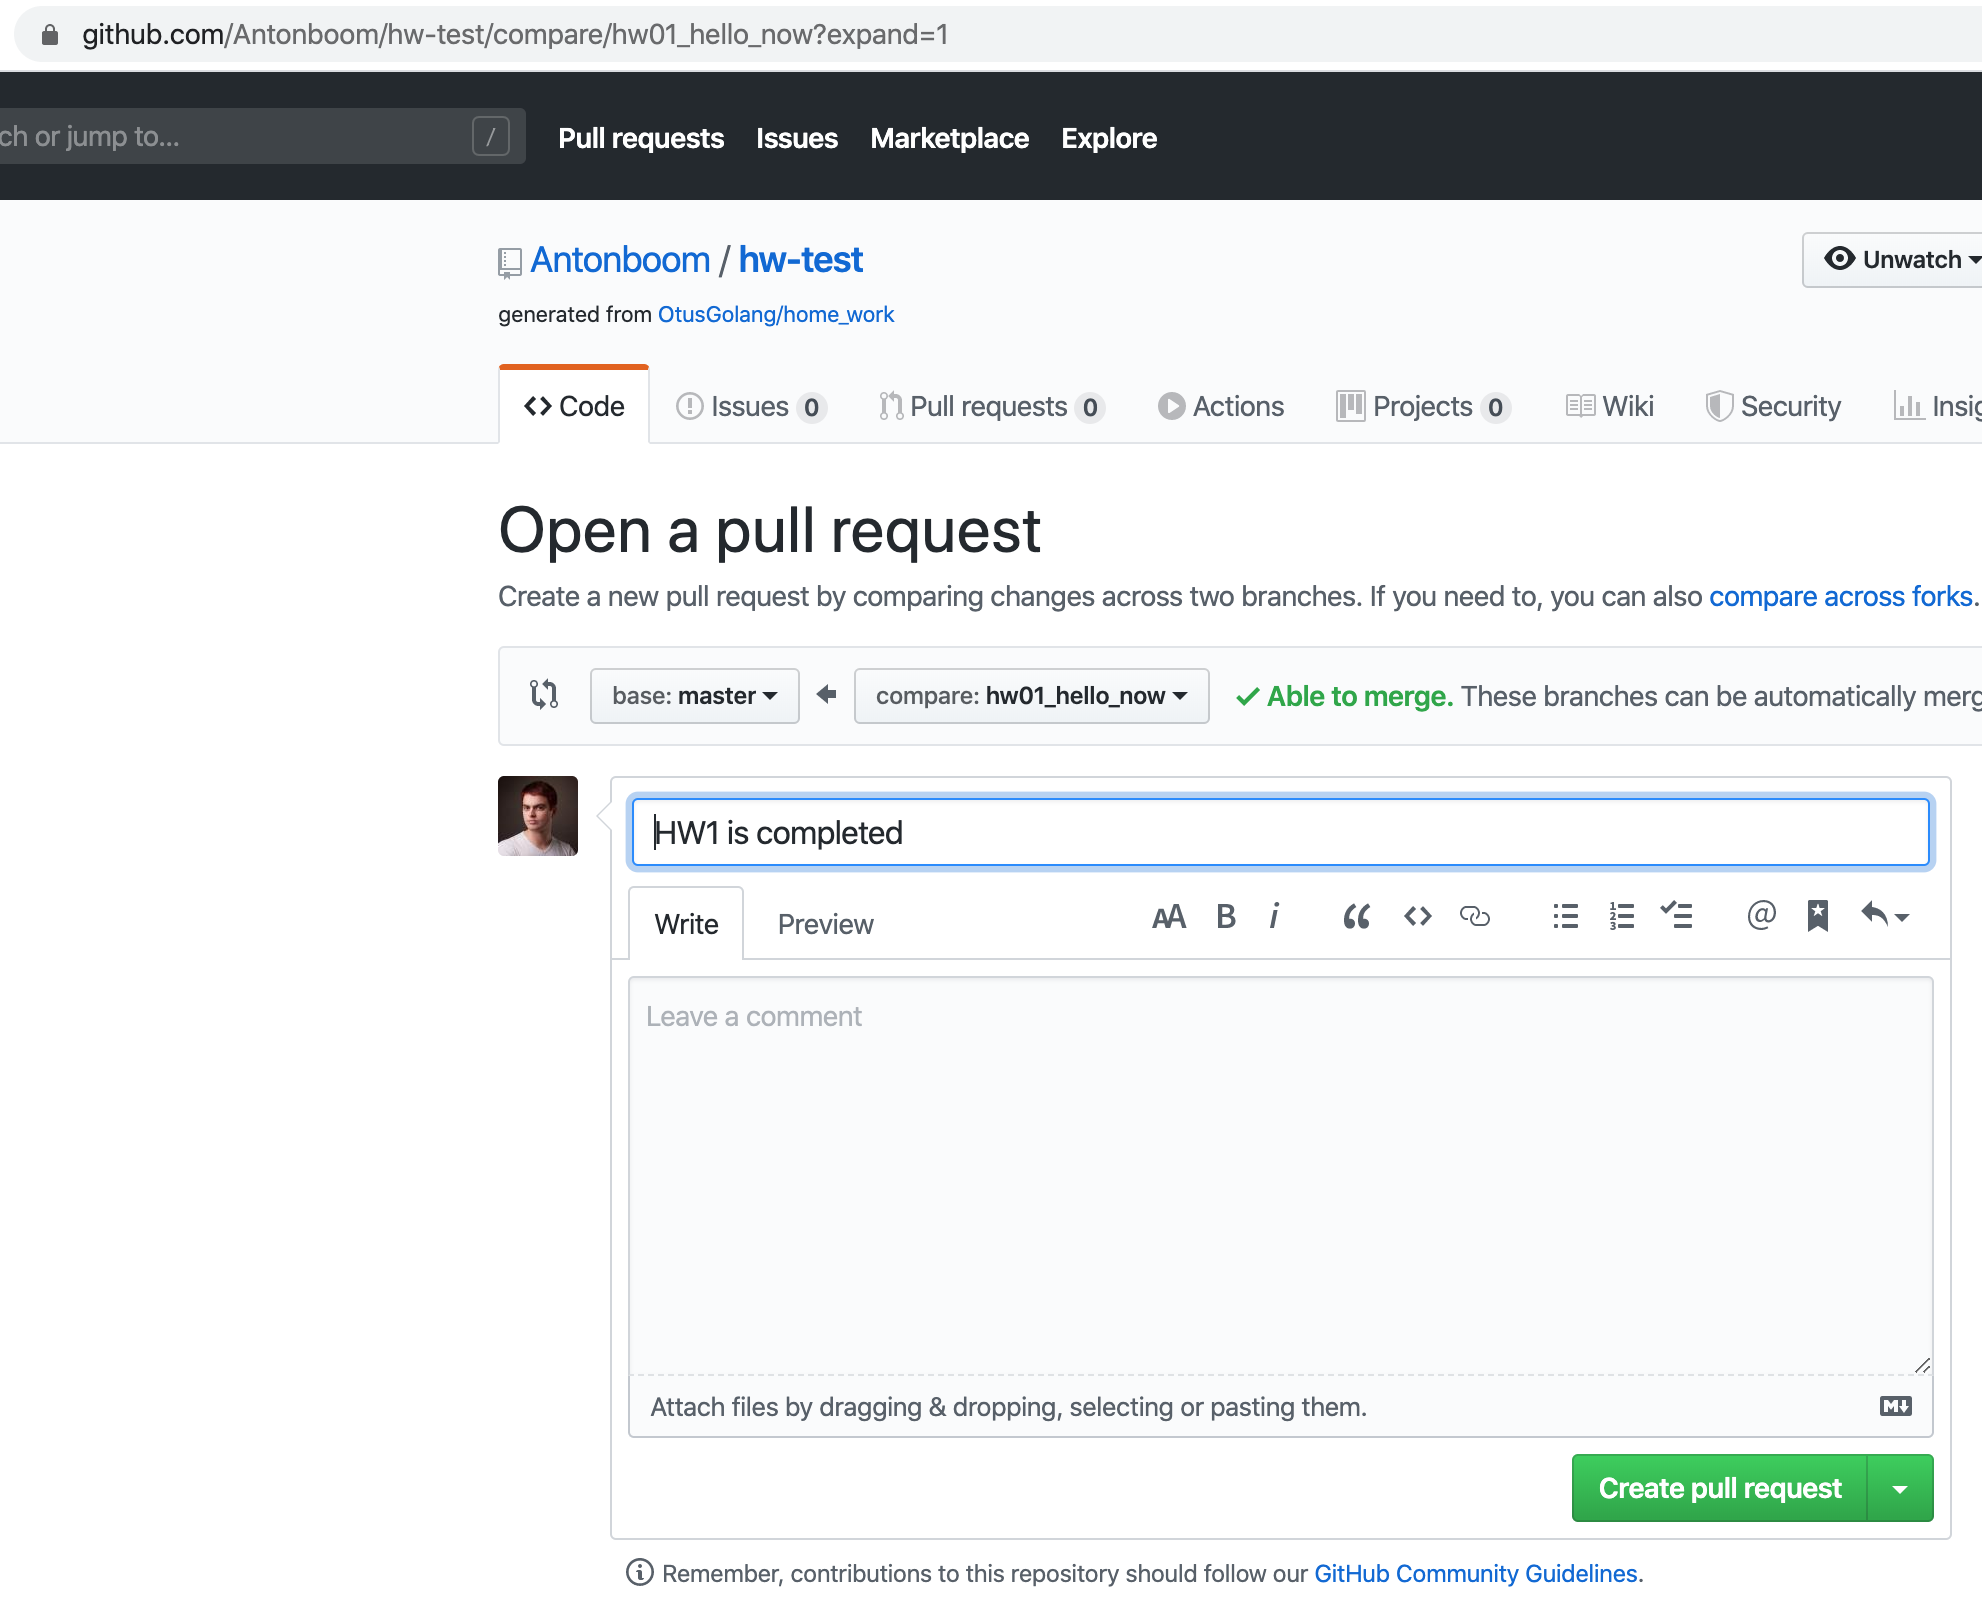 github.com/Antonboom/hw-test/compare/hw01_hello_now?expand=1
ch or jump to... / Pull requests Issues Marketplace Explore
Antonboom / hw-test Unwatch
generated from OtusGolang/home_work
Code Issues 0 Pull requests 0 Actions Projects 0 Wiki Security Insig
Open a pull request
Create a new pull request by comparing changes across two branches. If you need to, you can also compare across forks.
base: master compare: hw01_hello_now Able to merge. These branches can be automatically merg
HW1 is completed
Write Preview AA B i
Leave a comment
Attach files by dragging & dropping, selecting or pasting them.
Create pull request
Remember, contributions to this repository should follow our GitHub Community Guidelines.